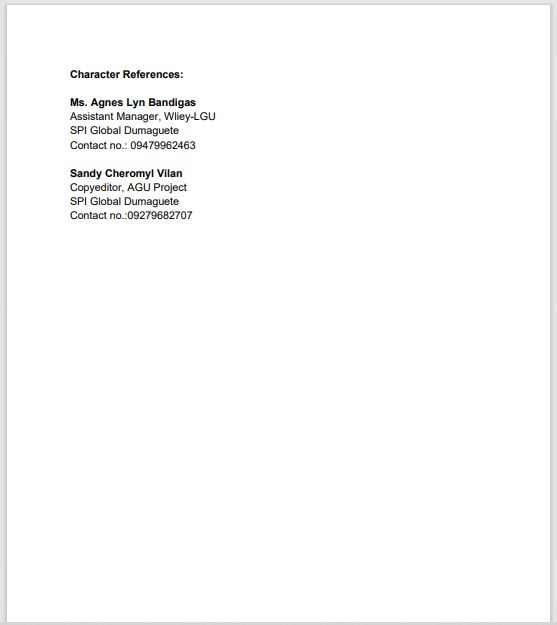 Character References:
Ms. Agnes Lyn Bandigas
Assistant Manager, Wliey-LGU
SPI Global Dumaguete
Contact no.: 09479962463
Sandy Cheromyl Vilan
Copyeditor, AGU Project
SPI Global Dumaguete
Contact no.:09279682707